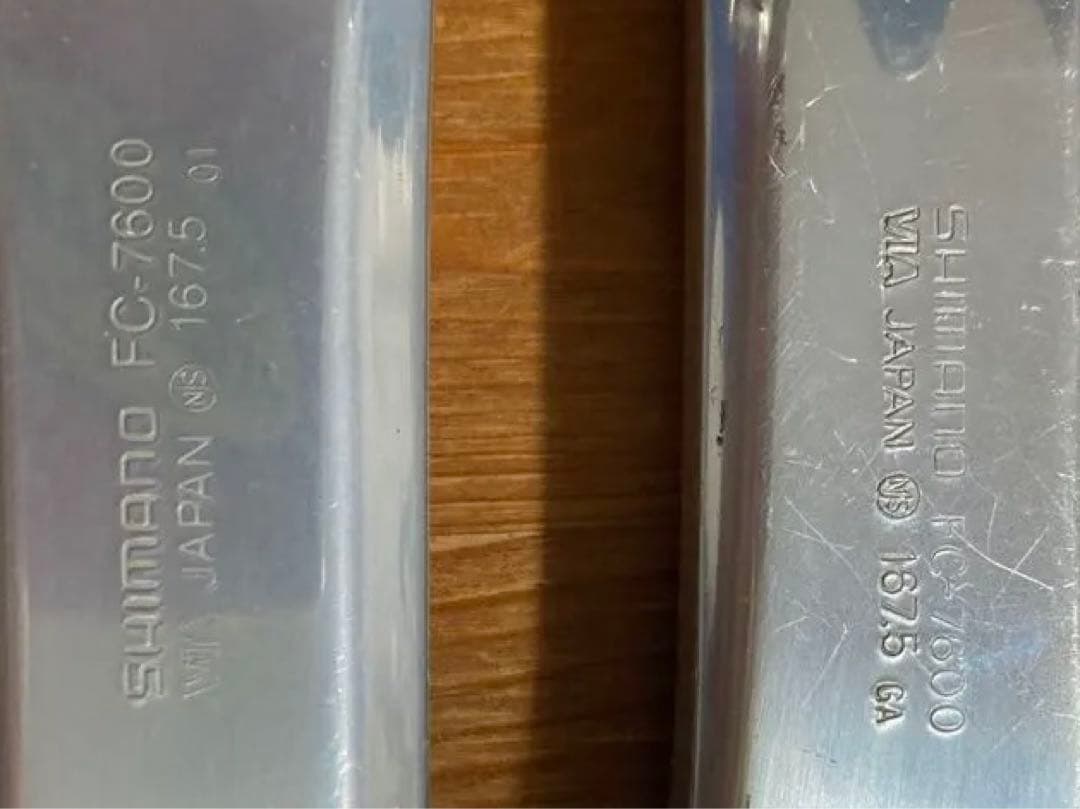 SHIMANO FC-7600
VIA JAPAN NJS 167.5 01
SHIMANO FC-7600
VIA JAPAN NJS 167.5 GA